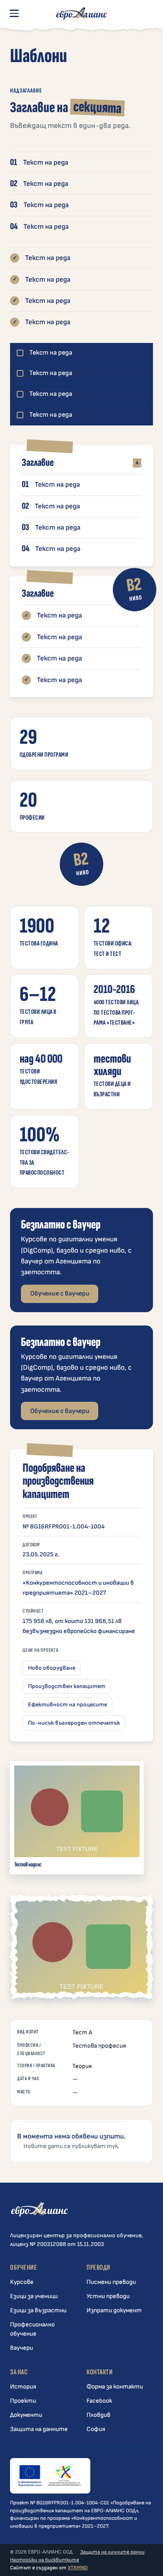 евроАлианс
Шаблони
НАДЗАГЛАВИЕ
Заглавие на секцията
Въвеждащ текст в един-два реда.
01 Текст на реда
02 Текст на реда
03 Текст на реда
04 Текст на реда
Текст на реда
Текст на реда
Текст на реда
Текст на реда
Текст на реда
Текст на реда
Текст на реда
Текст на реда
Заглавие
01 Текст на реда
02 Текст на реда
03 Текст на реда
04 Текст на реда
Заглавие
B2
НИВО
Текст на реда
Текст на реда
Текст на реда
Текст на реда
29
ОДОБРЕНИ ПРОГРАМИ
20
ПРОФЕСИИ
B2
НИВО
1900
ТЕСТОВА ГОДИНА
12
ТЕСТОВИ ОФИСА:
ТЕСТ И ТЕСТ
6–12
ТЕСТОВИ ЛИЦА В
ГРУПА
2010-2016
4000 ТЕСТОВИ ЛИЦА
ПО ТЕСТОВА ПРОГ-
РАМА «ТЕСТВАНЕ»
над 40 000
ТЕСТОВИ
УДОСТОВЕРЕНИЯ
тестови
хиляди
ТЕСТОВИ ДЕЦА И
ВЪЗРАСТНИ
100%
ТЕСТОВИ СВИДЕТЕЛС-
ТВА ЗА
ПРАВОСПОСОБНОСТ
Безплатно с ваучер
Курсове по дигитални умения
(DigComp), базово и средно ниво, с
ваучер от Агенцията по
заетостта.
Обучение с ваучери
Безплатно с ваучер
Курсове по дигитални умения
(DigComp), базово и средно ниво, с
ваучер от Агенцията по
заетостта.
Обучение с ваучери
Подобряване на
производствения
капацитет
ПРОЕКТ
№ BG16RFPR001-1.004-1004
ДОГОВОР
23.05.2025 г.
ПРОГРАМА
«Конкурентоспособност и иновации в
предприятията» 2021–2027
СТОЙНОСТ
175 958 лв, от които 131 968,51 лв
безвъзмездно европейско финансиране
ЦЕЛИ НА ПРОЕКТА
Ново оборудване
Производствен капацитет
Ефективност на процесите
По-нисък въглероден отпечатък
TEST FIXTURE
Тестов надпис
TEST FIXTURE
ВИД ИЗПИТ Тест А
ПРОФЕСИЯ /
СПЕЦИАЛНОСТ
Тестова професия
ТЕОРИЯ / ПРАКТИКА Теория
ДАТА И ЧАС —
МЯСТО —
В момента няма обявени изпити.
Новите дати се публикуват тук.
евроАлианс
Лицензиран център за професионално обучение,
лиценз № 200312068 от 15.11.2003
ОБУЧЕНИЕ
Курсове
Езици за ученици
Езици за възрастни
Професионално
обучение
Ваучери
ПРЕВОДИ
Писмени преводи
Устни преводи
Изпрати документ
ЗА НАС
История
Проекти
Документи
Защита на данните
КОНТАКТИ
Форма за контакти
Facebook
Пловдив
София
Проект № BG16RFPR001-1.004-1004-C01 «Подобряване на
производствения капацитет на ЕВРО-АЛИАНС ООД»,
финансиран по програма «Конкурентоспособност и
иновации в предприятията» 2021–2027.
© 2026 ЕВРО-АЛИАНС ООД Защита на личните данни
Настройки на бисквитките
Сайтът е създаден от XTRMND